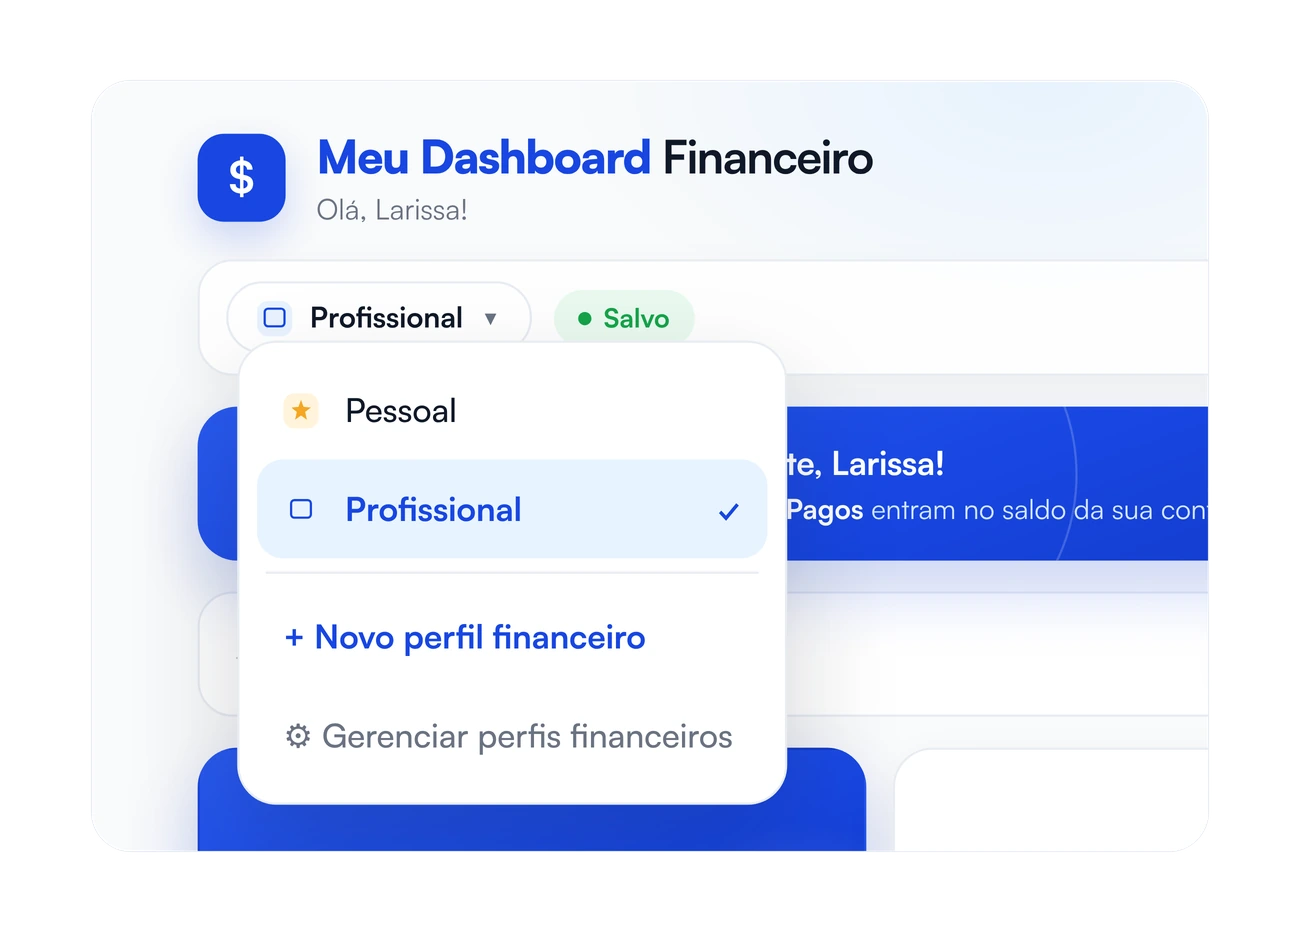 $
Meu Dashboard Financeiro
Olá, Larissa!
Profissional ▼
Salvo
Pessoal
Profissional
te, Larissa!
Pagos entram no saldo da sua
+ Novo perfil financeiro
⚙ Gerenciar perfis financeiros